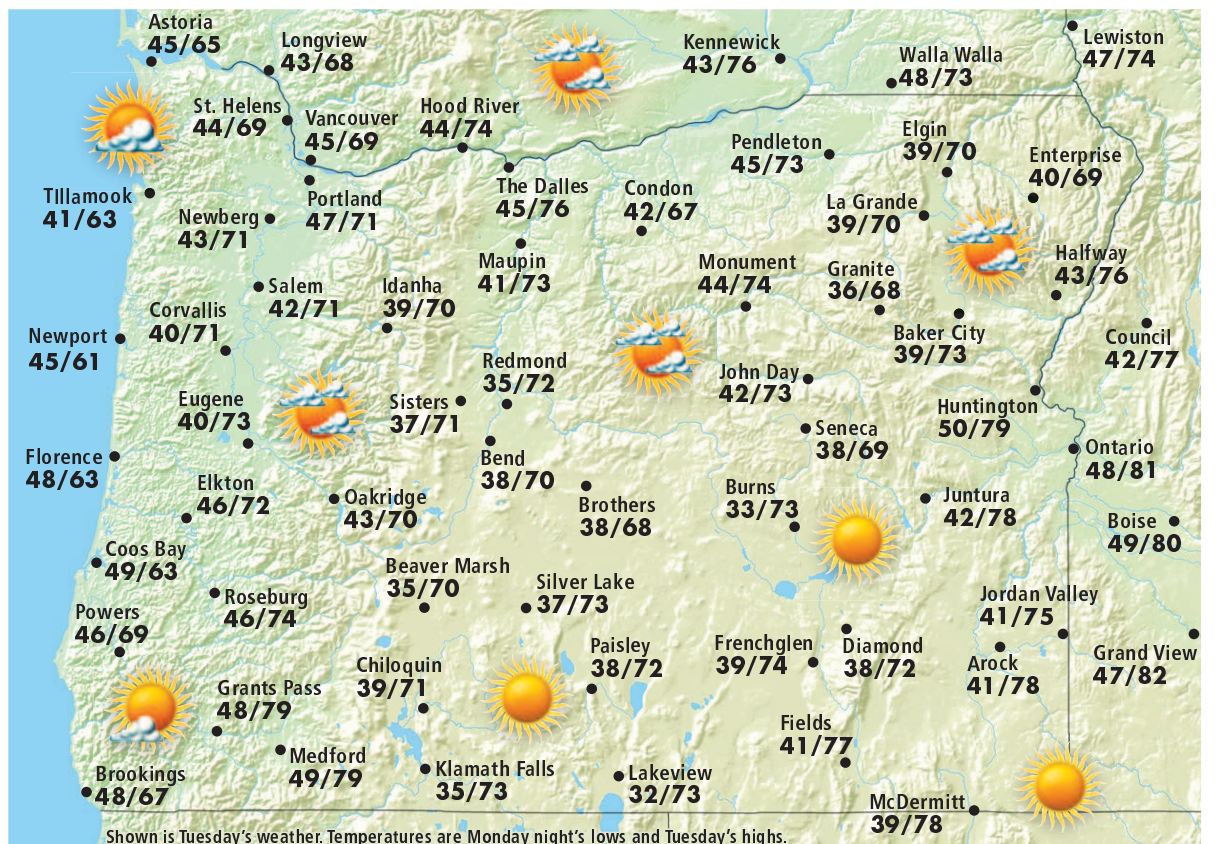 Astoria
45/65
Longview
43/68
Kennewick
43/76
Walla Walla
48/73
Lewiston
47/74
St. Helens
44/69
Vancouver
45/69
Hood River
44/74
Pendleton
45/73
Elgin
39/70
Enterprise
40/69
TIllamook
41/63
Newberg
43/71
Portland
47/71
The Dalles
45/76
Condon
42/67
La Grande
39/70
Maupin
41/73
Monument
44/74
Granite
36/68
Halfway
43/76
Salem
42/71
Idanha
39/70
Corvallis
40/71
Newport
45/61
Baker City
39/73
Council
42/77
Redmond
35/72
John Day
42/73
Eugene
40/73
Sisters
37/71
Huntington
50/79
Seneca
38/69
Florence
48/63
Bend
38/70
Ontario
48/81
Elkton
46/72
Oakridge
43/70
Brothers
38/68
Burns
33/73
Juntura
42/78
Boise
49/80
Coos Bay
49/63
Beaver Marsh
35/70
Silver Lake
37/73
Roseburg
46/74
Jordan Valley
41/75
Powers
46/69
Paisley
38/72
Frenchglen
39/74
Diamond
38/72
Arock
41/78
Grand View
47/82
Chiloquin
39/71
Grants Pass
48/79
Fields
41/77
Medford
49/79
Klamath Falls
35/73
Lakeview
32/73
Brookings
48/67
McDermitt
39/78
Shown is Tuesday's weather. Temperatures are Monday night's lows and Tuesday's highs.